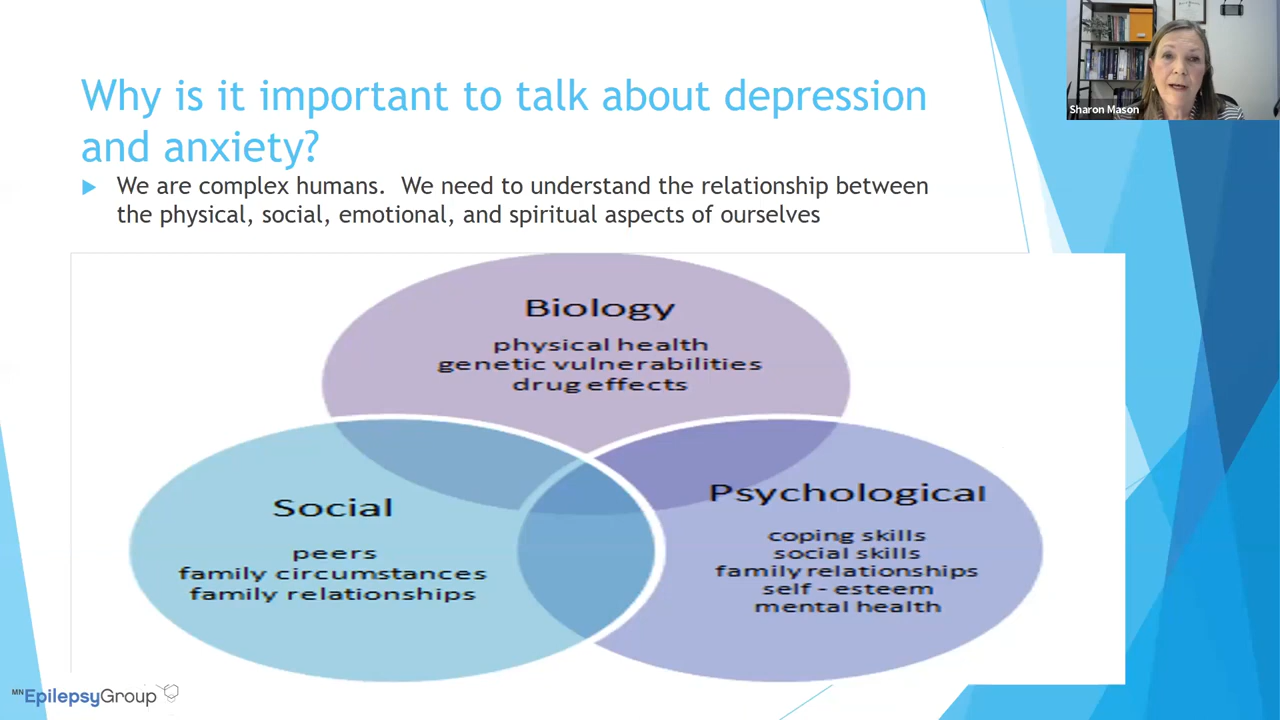 Why is it important to talk about depression
and anxiety?
We are complex humans. We need to understand the relationship between
the physical, social, emotional, and spiritual aspects of ourselves
Sharon Mason
Biology
physical health
genetic vulnerabilities
drug effects
Social
peers
family circumstances
family relationships
Psychological
coping skills
social skills
family relationships
self - esteem
mental health
MN EpilepsyGroup